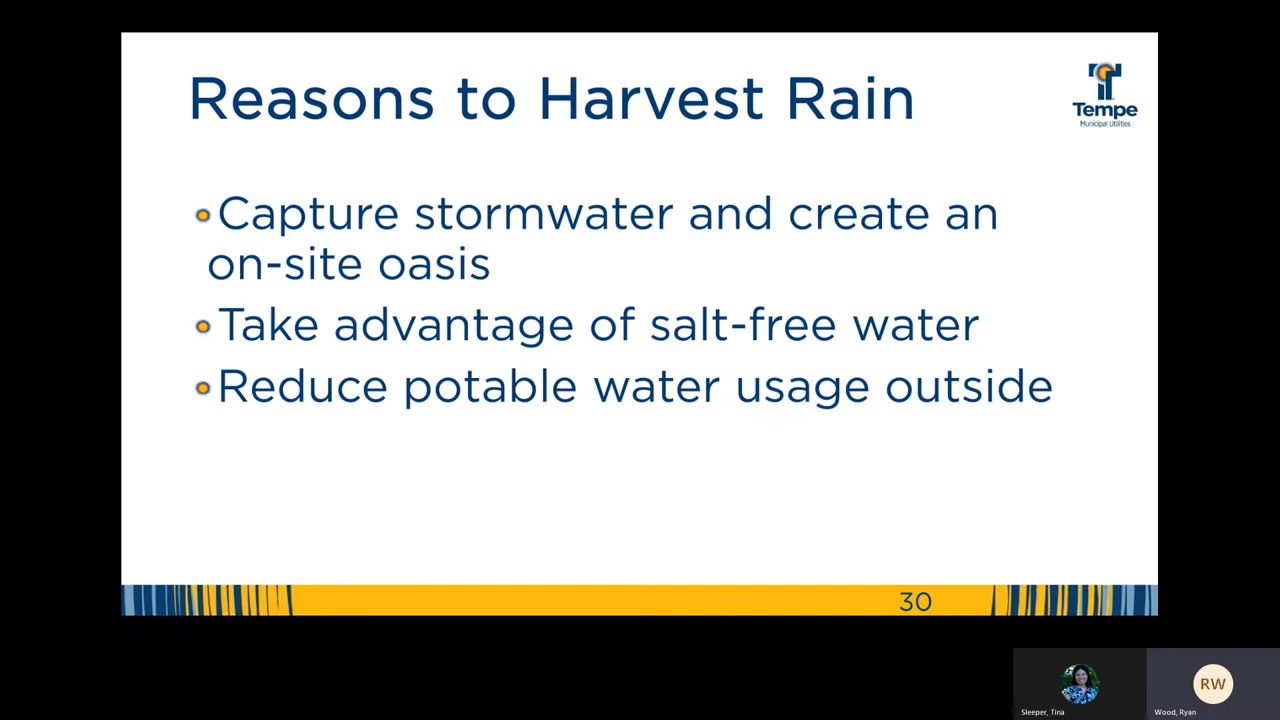 Reasons to Harvest Rain
Tempe
Municipal Utilities
Capture stormwater and create an
on-site oasis
Take advantage of salt-free water
Reduce potable water usage outside
30
RW
Sleeper, Tina
Wood, Ryan